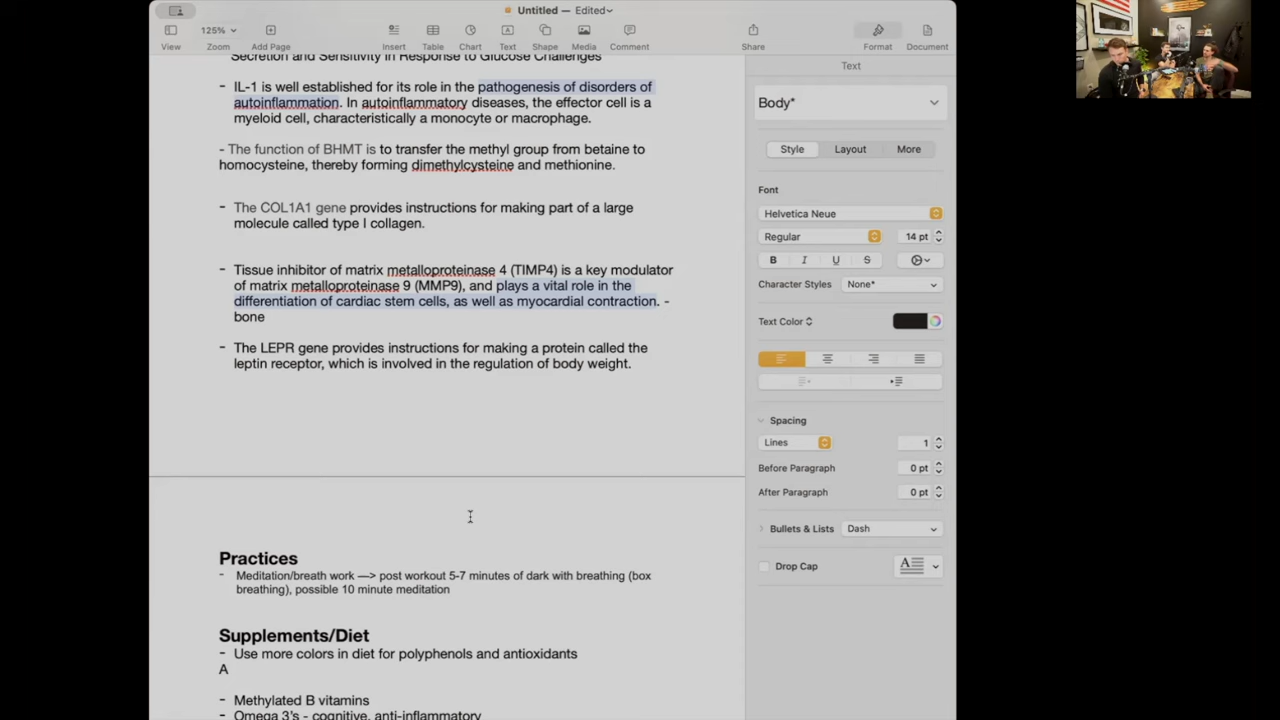 Untitled — Edited
125%
View
Zoom
Add Page
Insert
Table
Chart
Text
Shape
Media
Comment
Share
Format
Document
Secretion and Sensitivity in Response to Glucose Challenges
- IL-1 is well established for its role in the pathogenesis of disorders of
autoinflammation. In autoinflammatory diseases, the effector cell is a
myeloid cell, characteristically a monocyte or macrophage.
- The function of BHMT is to transfer the methyl group from betaine to
homocysteine, thereby forming dimethylcysteine and methionine.
- The COL1A1 gene provides instructions for making part of a large
molecule called type I collagen.
- Tissue inhibitor of matrix metalloproteinase 4 (TIMP4) is a key modulator
of matrix metalloproteinase 9 (MMP9), and plays a vital role in the
differentiation of cardiac stem cells, as well as myocardial contraction. -
bone
- The LEPR gene provides instructions for making a protein called the
leptin receptor, which is involved in the regulation of body weight.
Practices
- Meditation/breath work —> post workout 5-7 minutes of dark with breathing (box
breathing), possible 10 minute meditation
Supplements/Diet
- Use more colors in diet for polyphenols and antioxidants
A
- Methylated B vitamins
- Omega 3's - cognitive, anti-inflammatory
Text
Body*
Style
Layout
More
Font
Helvetica Neue
Regular
14 pt
B I U S
Character Styles
None*
Text Color
Spacing
Lines
1
Before Paragraph
0 pt
After Paragraph
0 pt
Bullets & Lists
Dash
Drop Cap
A